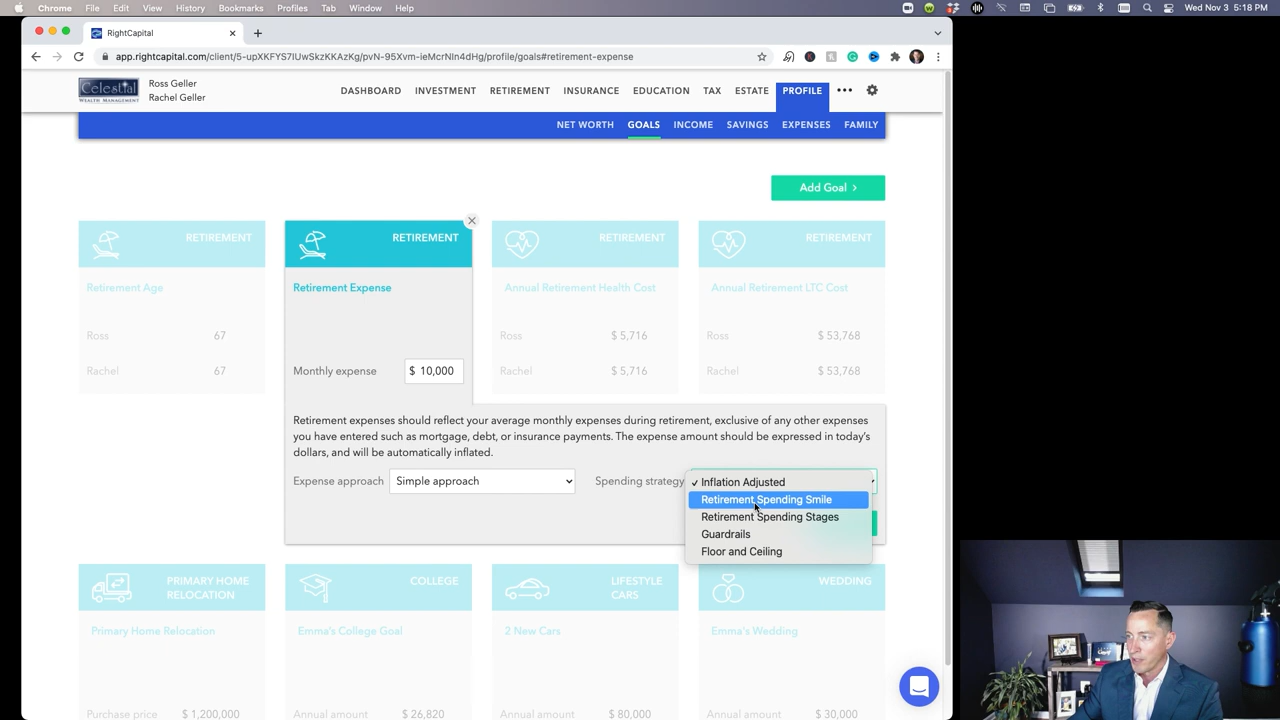 Chrome File Edit View History Bookmarks Profiles Tab Window Help Wed Nov 3 5:18 PM
RightCapital
app.rightcapital.com/client/5-upXKFYS7IUwSkzKKAzKg/pvN-95Xvm-ieMcrNIn4dHg/profile/goals#retirement-expense
Celestial
WEALTH MANAGEMENT
Ross Geller
Rachel Geller
DASHBOARD INVESTMENT RETIREMENT INSURANCE EDUCATION TAX ESTATE PROFILE
NET WORTH GOALS INCOME SAVINGS EXPENSES FAMILY
Add Goal
RETIREMENT RETIREMENT RETIREMENT RETIREMENT
Retirement Age Retirement Expense Annual Retirement Health Cost Annual Retirement LTC Cost
Ross 67 Ross $ 5,716 Ross $ 53,768
Rachel 67 Monthly expense $ 10,000 Rachel $ 5,716 Rachel $ 53,768
Retirement expenses should reflect your average monthly expenses during retirement, exclusive of any other expenses
you have entered such as mortgage, debt, or insurance payments. The expense amount should be expressed in today's
dollars, and will be automatically inflated.
Expense approach Simple approach Spending strategy ✓ Inflation Adjusted
Retirement Spending Smile
Retirement Spending Stages
Guardrails
Floor and Ceiling
PRIMARY HOME
RELOCATION
COLLEGE
LIFESTYLE
CARS
WEDDING
Primary Home Relocation Emma's College Goal 2 New Cars Emma's Wedding
Purchase price $ 1,200,000 Annual amount $ 26,820 Annual amount $ 80,000 Annual amount $ 30,000